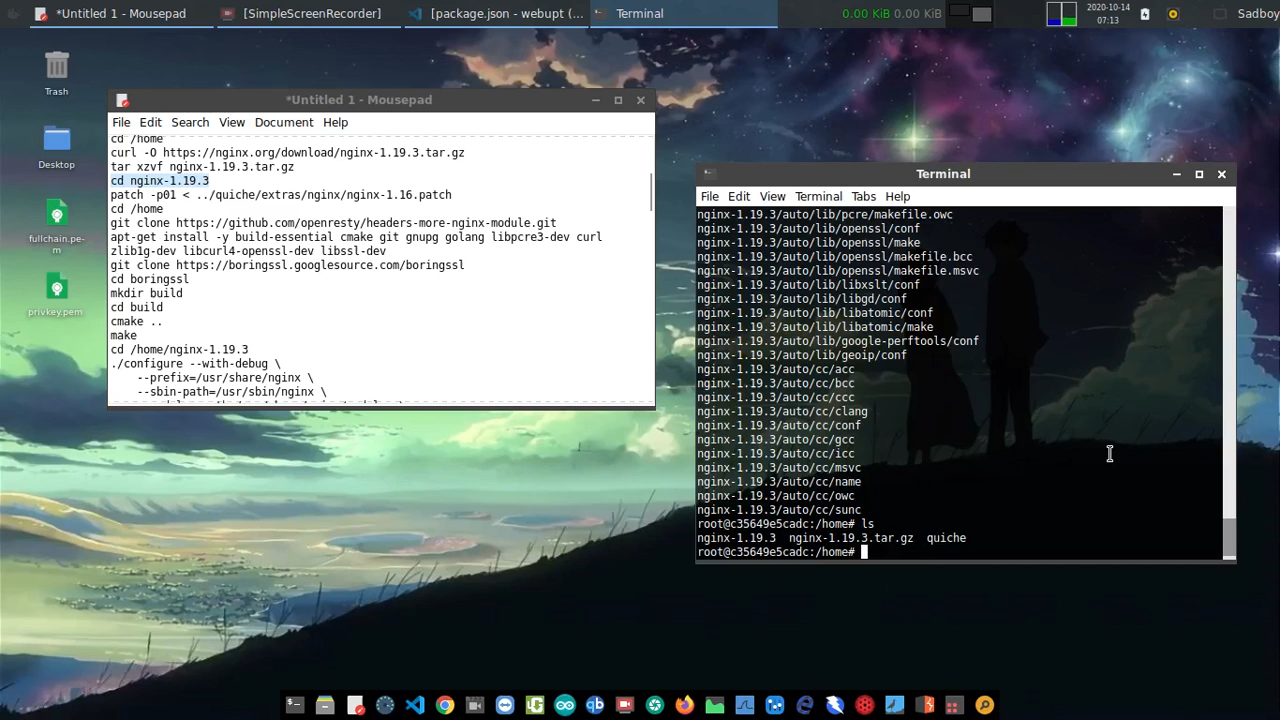 *Untitled 1 - Mousepad
[SimpleScreenRecorder]
[package.json - webupt (...
Terminal
0.00 KiB 0.00 KiB
2020-10-14
07:13
Sadboy
Trash
Desktop
fullchain.pe-
m
privkey.pem
*Untitled 1 - Mousepad
File Edit Search View Document Help
cd /home
curl -O https://nginx.org/download/nginx-1.19.3.tar.gz
tar xzvf nginx-1.19.3.tar.gz
cd nginx-1.19.3
patch -p01 < ../quiche/extras/nginx/nginx-1.16.patch
cd /home
git clone https://github.com/openresty/headers-more-nginx-module.git
apt-get install -y build-essential cmake git gnupg golang libpcre3-dev curl
zlib1g-dev libcurl4-openssl-dev libssl-dev
git clone https://boringssl.googlesource.com/boringssl
cd boringssl
mkdir build
cd build
cmake ..
make
cd /home/nginx-1.19.3
./configure --with-debug \
--prefix=/usr/share/nginx \
--sbin-path=/usr/sbin/nginx \
Terminal
File Edit View Terminal Tabs Help
nginx-1.19.3/auto/lib/pcre/makefile.owc
nginx-1.19.3/auto/lib/openssl/conf
nginx-1.19.3/auto/lib/openssl/make
nginx-1.19.3/auto/lib/openssl/makefile.bcc
nginx-1.19.3/auto/lib/openssl/makefile.msvc
nginx-1.19.3/auto/lib/libxslt/conf
nginx-1.19.3/auto/lib/libgd/conf
nginx-1.19.3/auto/lib/libatomic/conf
nginx-1.19.3/auto/lib/libatomic/make
nginx-1.19.3/auto/lib/google-perftools/conf
nginx-1.19.3/auto/lib/geoip/conf
nginx-1.19.3/auto/cc/acc
nginx-1.19.3/auto/cc/bcc
nginx-1.19.3/auto/cc/ccc
nginx-1.19.3/auto/cc/clang
nginx-1.19.3/auto/cc/conf
nginx-1.19.3/auto/cc/gcc
nginx-1.19.3/auto/cc/icc
nginx-1.19.3/auto/cc/msvc
nginx-1.19.3/auto/cc/name
nginx-1.19.3/auto/cc/owc
nginx-1.19.3/auto/cc/sunc
root@c35649e5cadc:/home# ls
nginx-1.19.3 nginx-1.19.3.tar.gz quiche
root@c35649e5cadc:/home#